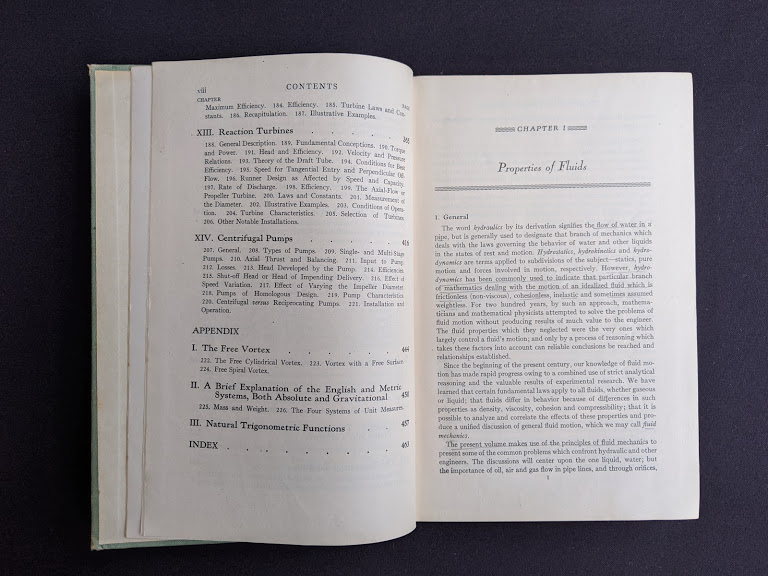 viii CONTENTS
CHAPTER PAGE
Maximum Efficiency. 184. Efficiency. 185. Turbine Laws and Con-
stants. 186. Recapitulation. 187. Illustrative Examples.
XIII. Reaction Turbines . . . . . . 365
188. General Description. 189. Fundamental Conceptions. 190. Torque
and Power. 191. Head and Efficiency. 192. Velocity and Pressure
Relations. 193. Theory of the Draft Tube. 194. Conditions for Best
Efficiency. 195. Speed for Tangential Entry and Perpendicular Off-
Flow. 196. Runner Design as Affected by Speed and Capacity.
197. Rate of Discharge. 198. Efficiency. 199. The Axial-Flow or
Propeller Turbine. 200. Laws and Constants. 201. Measurement of
the Diameter. 202. Illustrative Examples. 203. Conditions of Opera-
tion. 204. Turbine Characteristics. 205. Selection of Turbines
206. Other Notable Installations.
XIV. Centrifugal Pumps . . . . . . 416
207. General. 208. Types of Pumps. 209. Single- and Multi-Stage
Pumps. 210. Axial Thrust and Balancing. 211. Input to Pump.
212. Losses. 213. Head Developed by the Pump. 214. Efficiencies.
215. Shut-off Head or Head of Impending Delivery. 216. Effect of
Speed Variation. 217. Effect of Varying the Impeller Diameter.
218. Pumps of Homologous Design. 219. Pump Characteristics.
220. Centrifugal versus Reciprocating Pumps. 221. Installation and
Operation.
APPENDIX
I. The Free Vortex . . . . . . 444
222. The Free Cylindrical Vortex. 223. Vortex with a Free Surface.
224. Free Spiral Vortex.
II. A Brief Explanation of the English and Metric
Systems, Both Absolute and Gravitational 450
225. Mass and Weight. 226. The Four Systems of Unit Measures.
III. Natural Trigonometric Functions . . . . 457
INDEX . . . . . . . . . 463
CHAPTER I
Properties of Fluids
1. General
The word hydraulics by its derivation signifies the flow of water in a
pipe, but is generally used to designate that branch of mechanics which
deals with the laws governing the behavior of water and other liquids
in the states of rest and motion. Hydrostatics, hydrokinetics and hydro-
dynamics are terms applied to subdivisions of the subject—statics, pure
motion and forces involved in motion, respectively. However, hydro-
dynamics has been commonly used to indicate that particular branch
of mathematics dealing with the motion of an idealized fluid which is
frictionless (non-viscous), cohesionless, inelastic and sometimes assumed
weightless. For two hundred years, by such an approach, mathema-
ticians and mathematical physicists attempted to solve the problems of
fluid motion without producing results of much value to the engineer.
The fluid properties which they neglected were the very ones which
largely control a fluid's motion; and only by a process of reasoning which
takes these factors into account can reliable conclusions be reached and
relationships established.
Since the beginning of the present century, our knowledge of fluid mo-
tion has made rapid progress owing to a combined use of strict analytical
reasoning and the valuable results of experimental research. We have
learned that certain fundamental laws apply to all fluids, whether gaseous
or liquid; that fluids differ in behavior because of differences in such
properties as density, viscosity, cohesion and compressibility; that it is
possible to analyze and correlate the effects of these properties and pro-
duce a unified discussion of general fluid motion, which we may call fluid
mechanics.
The present volume makes use of the principles of fluid mechanics to
present some of the common problems which confront hydraulic and other
engineers. The discussions will center upon the one liquid, water; but
the importance of oil, air and gas flow in pipe lines, and through orifices,
1